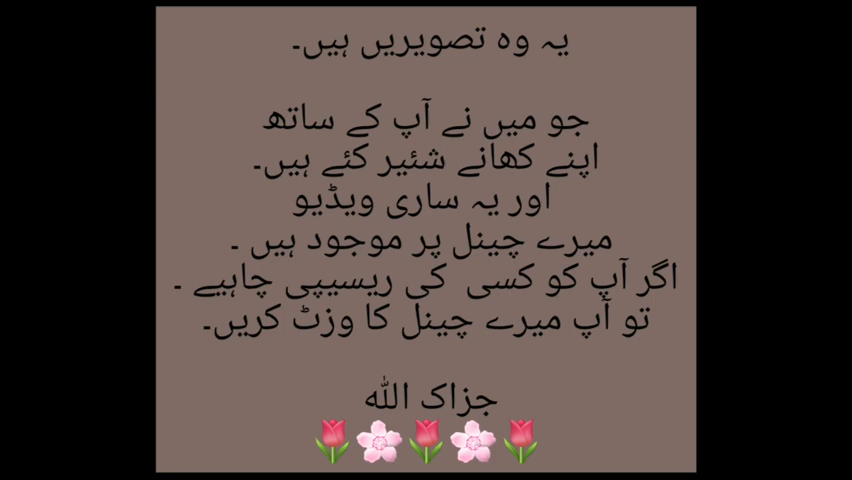 یہ وہ تصویریں ہیں۔
جو میں نے آپ کے ساتھ
اپنے کھانے شئیر کئے ہیں۔
اور یہ ساری ویڈیو
میرے چینل پر موجود ہیں ۔
اگر آپ کو کسی کی ریسیپی چاہیے ۔
تو آپ میرے چینل کا وزٹ کریں۔
جزاک اللہ
🌷🌸🌷🌸🌷